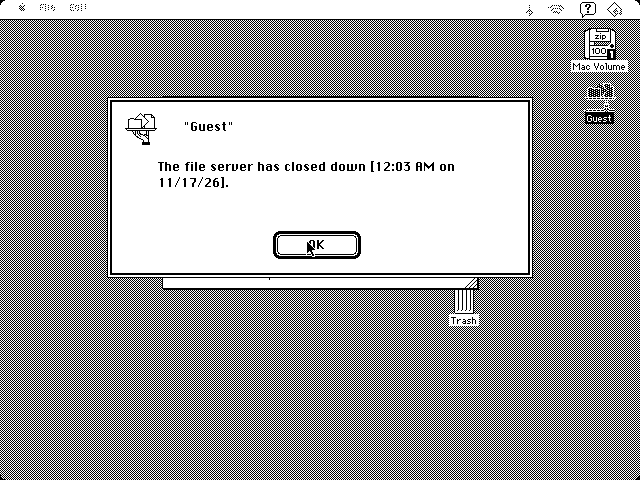 File Edit
zip
100
Mac Volume
Guest
"Guest"
The file server has closed down [12:03 AM on
11/17/26].
OK
Trash